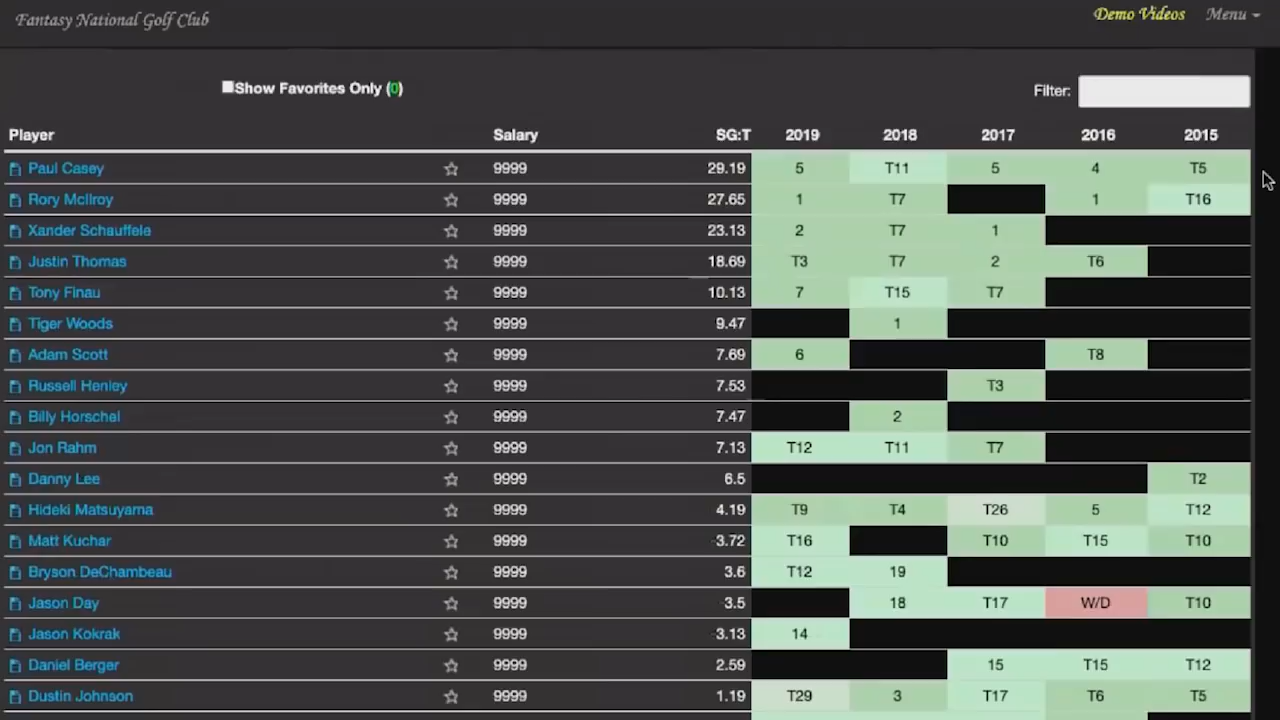 Fantasy National Golf Club Demo Videos Menu
Show Favorites Only (0) Filter:
Player Salary SG:T 2019 2018 2017 2016 2015
Paul Casey 9999 29.19 5 T11 5 4 T5
Rory McIlroy 9999 27.65 1 T7 1 T16
Xander Schauffele 9999 23.13 2 T7 1
Justin Thomas 9999 18.69 T3 T7 2 T6
Tony Finau 9999 10.13 7 T15 T7
Tiger Woods 9999 9.47 1
Adam Scott 9999 7.69 6 T8
Russell Henley 9999 7.53 T3
Billy Horschel 9999 7.47 2
Jon Rahm 9999 7.13 T12 T11 T7
Danny Lee 9999 6.5 T2
Hideki Matsuyama 9999 4.19 T9 T4 T26 5 T12
Matt Kuchar 9999 -3.72 T16 T10 T15 T10
Bryson DeChambeau 9999 3.6 T12 19
Jason Day 9999 3.5 18 T17 W/D T10
Jason Kokrak 9999 -3.13 14
Daniel Berger 9999 2.59 15 T15 T12
Dustin Johnson 9999 1.19 T29 3 T17 T6 T5